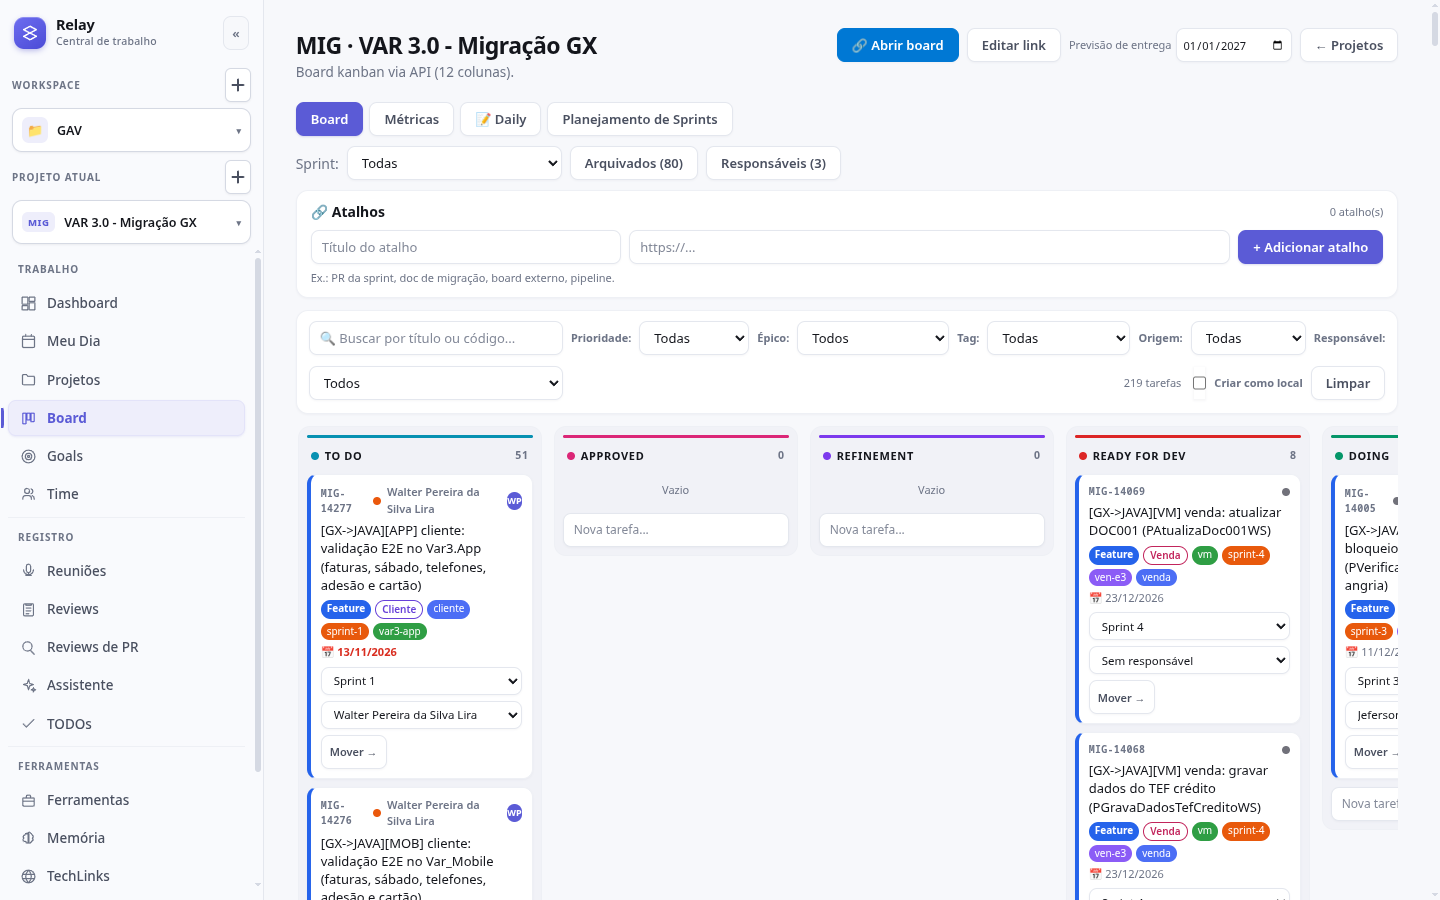 Relay
Central de trabalho
«
WORKSPACE
+
GAV
PROJETO ATUAL
+
MIG VAR 3.0 - Migração GX
TRABALHO
Dashboard
Meu Dia
Projetos
Board
Goals
Time
REGISTRO
Reuniões
Reviews
Reviews de PR
Assistente
TODOs
FERRAMENTAS
Ferramentas
Memória
TechLinks
MIG · VAR 3.0 - Migração GX
Board kanban via API (12 colunas).
🔗 Abrir board
Editar link
Previsão de entrega
01/01/2027
← Projetos
Board
Métricas
📝 Daily
Planejamento de Sprints
Sprint:
Todas
Arquivados (80)
Responsáveis (3)
🔗 Atalhos
0 atalho(s)
Título do atalho
https://...
+ Adicionar atalho
Ex.: PR da sprint, doc de migração, board externo, pipeline.
🔍 Buscar por título ou código...
Prioridade: Todas
Épico: Todos
Tag: Todas
Origem: Todas
Responsável:
Todos
219 tarefas
Criar como local
Limpar
TO DO 51
MIG-
14277
Walter Pereira da
Silva Lira
WP
[GX->JAVA][APP] cliente:
validação E2E no Var3.App
(faturas, sábado, telefones,
adesão e cartão)
Feature Cliente cliente
sprint-1 var3-app
📅 13/11/2026
Sprint 1
Walter Pereira da Silva Lira
Mover →
MIG-
14276
Walter Pereira da
Silva Lira
WP
[GX->JAVA][MOB] cliente:
validação E2E no Var_Mobile
(faturas, sábado, telefones,
adesão e cartão)
APPROVED 0
Vazio
Nova tarefa...
REFINEMENT 0
Vazio
Nova tarefa...
READY FOR DEV 8
MIG-14069
[GX->JAVA][VM] venda: atualizar
DOC001 (PAtualizaDoc001WS)
Feature Venda vm sprint-4
ven-e3 venda
📅 23/12/2026
Sprint 4
Sem responsável
Mover →
MIG-14068
[GX->JAVA][VM] venda: gravar
dados do TEF crédito
(PGravaDadosTefCreditoWS)
Feature Venda vm sprint-4
ven-e3 venda
📅 23/12/2026
DOING
MIG-
14005
[GX->JAV
bloqueio
(PVerifica
angria)
Feature
sprint-3
📅 11/12/2
Sprint 3
Jeferson
Mover →
Nova taref